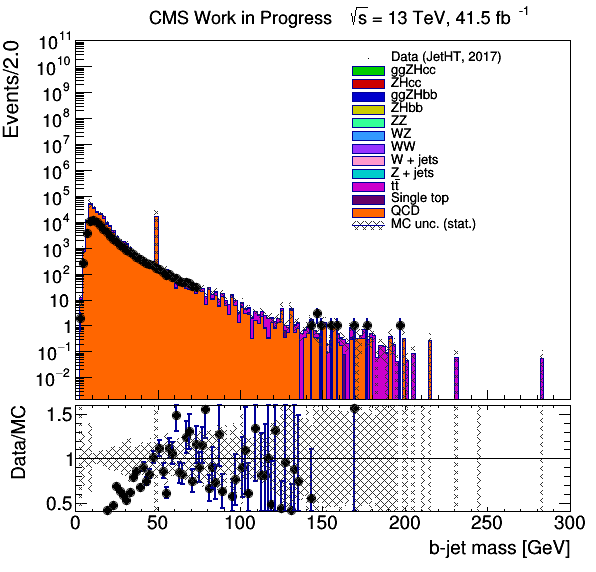 CMS Work in Progress √s = 13 TeV, 41.5 fb⁻¹
Events/2.0
10¹¹
10¹⁰
10⁹
10⁸
10⁷
10⁶
10⁵
10⁴
10³
10²
10
1
10⁻¹
10⁻²
Data (JetHT, 2017)
ggZHcc
ZHcc
ggZHbb
ZHbb
ZZ
WZ
WW
W + jets
Z + jets
tt̄
Single top
QCD
MC unc. (stat.)
Data/MC
1.5
1
0.5
0 50 100 150 200 250 300
b-jet mass [GeV]